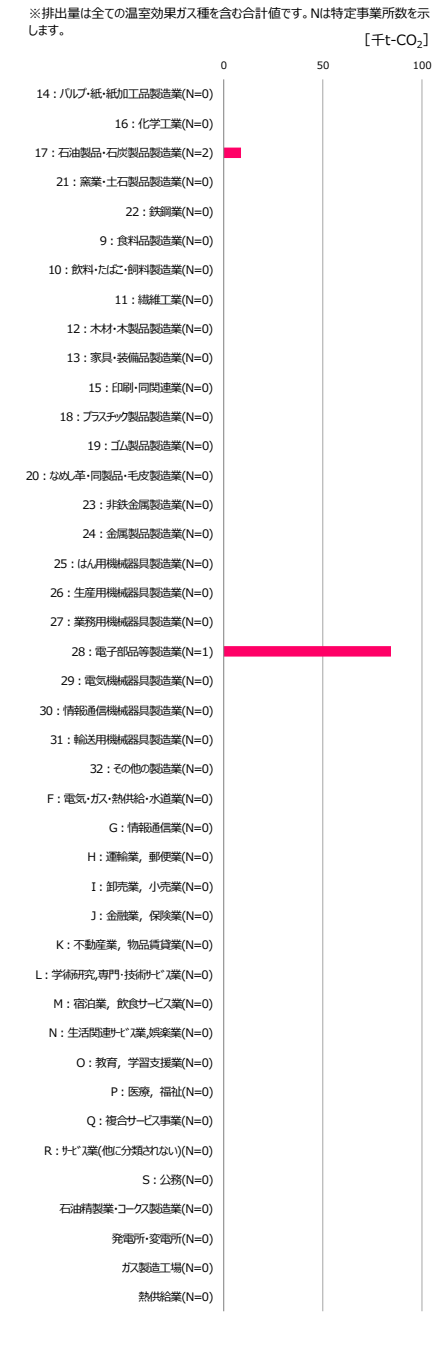 ※排出量は全ての温室効果ガス種を含む合計値です。Nは特定事業所数を示
します。
[千t-CO₂]
0 50 100
14：パルプ・紙・紙加工品製造業(N=0)
16：化学工業(N=0)
17：石油製品・石炭製品製造業(N=2)
21：窯業・土石製品製造業(N=0)
22：鉄鋼業(N=0)
9：食料品製造業(N=0)
10：飲料・たばこ・飼料製造業(N=0)
11：繊維工業(N=0)
12：木材・木製品製造業(N=0)
13：家具・装備品製造業(N=0)
15：印刷・同関連業(N=0)
18：プラスチック製品製造業(N=0)
19：ゴム製品製造業(N=0)
20：なめし革・同製品・毛皮製造業(N=0)
23：非鉄金属製造業(N=0)
24：金属製品製造業(N=0)
25：はん用機械器具製造業(N=0)
26：生産用機械器具製造業(N=0)
27：業務用機械器具製造業(N=0)
28：電子部品等製造業(N=1)
29：電気機械器具製造業(N=0)
30：情報通信機械器具製造業(N=0)
31：輸送用機械器具製造業(N=0)
32：その他の製造業(N=0)
F：電気・ガス・熱供給・水道業(N=0)
G：情報通信業(N=0)
H：運輸業，郵便業(N=0)
I：卸売業，小売業(N=0)
J：金融業，保険業(N=0)
K：不動産業，物品賃貸業(N=0)
L：学術研究,専門・技術ｻｰﾋﾞｽ業(N=0)
M：宿泊業，飲食サービス業(N=0)
N：生活関連ｻｰﾋﾞｽ業,娯楽業(N=0)
O：教育，学習支援業(N=0)
P：医療，福祉(N=0)
Q：複合サービス事業(N=0)
R：ｻｰﾋﾞｽ業(他に分類されない)(N=0)
S：公務(N=0)
石油精製業・コークス製造業(N=0)
発電所・変電所(N=0)
ガス製造工場(N=0)
熱供給業(N=0)